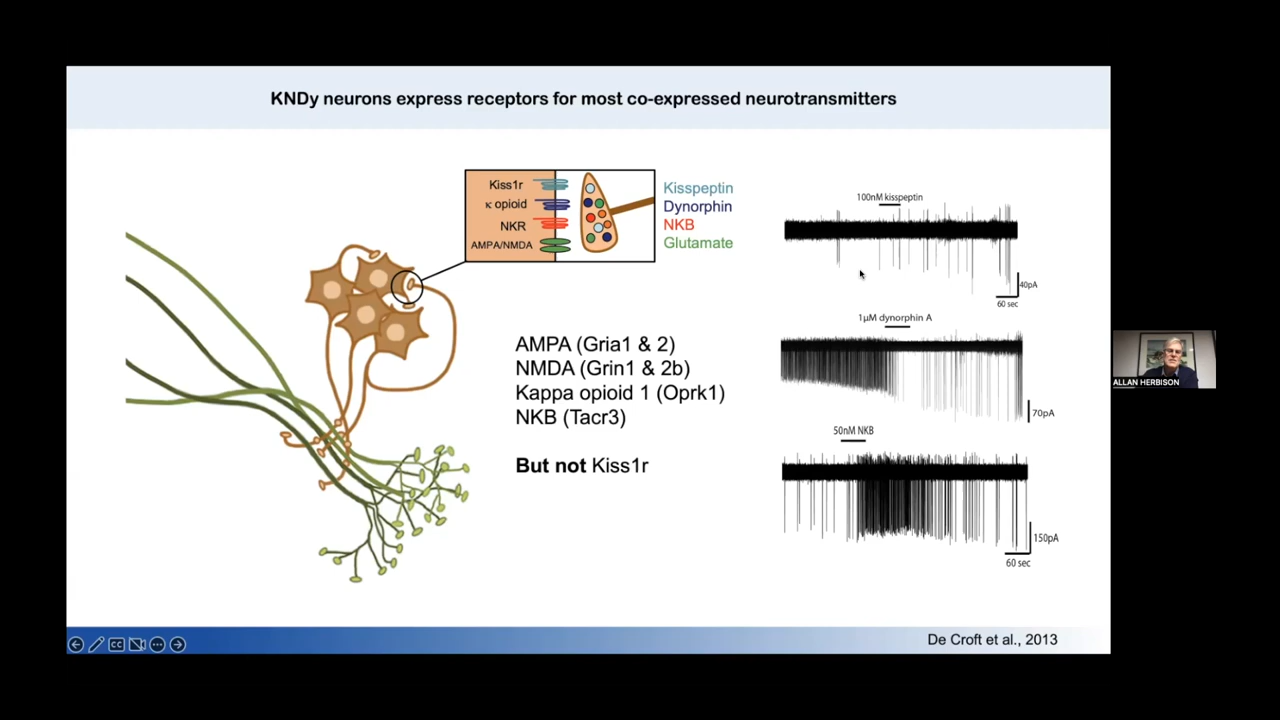 KNDy neurons express receptors for most co-expressed neurotransmitters
Kiss1r
κ opioid
NKR
AMPA/NMDA
Kisspeptin
Dynorphin
NKB
Glutamate
AMPA (Gria1 & 2)
NMDA (Grin1 & 2b)
Kappa opioid 1 (Oprk1)
NKB (Tacr3)
But not Kiss1r
100nM kisspeptin
40pA
60 sec
1μM dynorphin A
70pA
50nM NKB
150pA
60 sec
ALLAN HERBISON
CC
De Croft et al., 2013